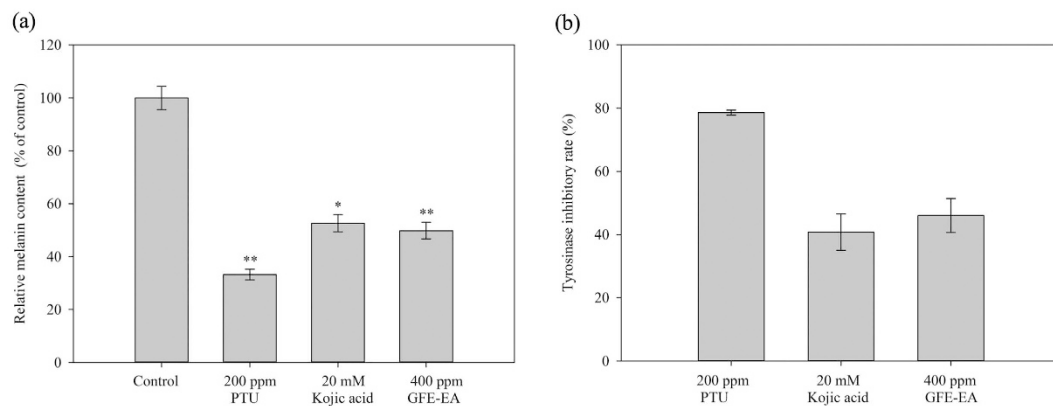 (a)
Relative melanin content (% of control)
120
100
80
60
40
20
0
**
*
**
Control
200 ppm
PTU
20 mM
Kojic acid
400 ppm
GFE-EA
(b)
Tyrosinase inhibitory rate (%)
100
80
60
40
20
0
200 ppm
PTU
20 mM
Kojic acid
400 ppm
GFE-EA